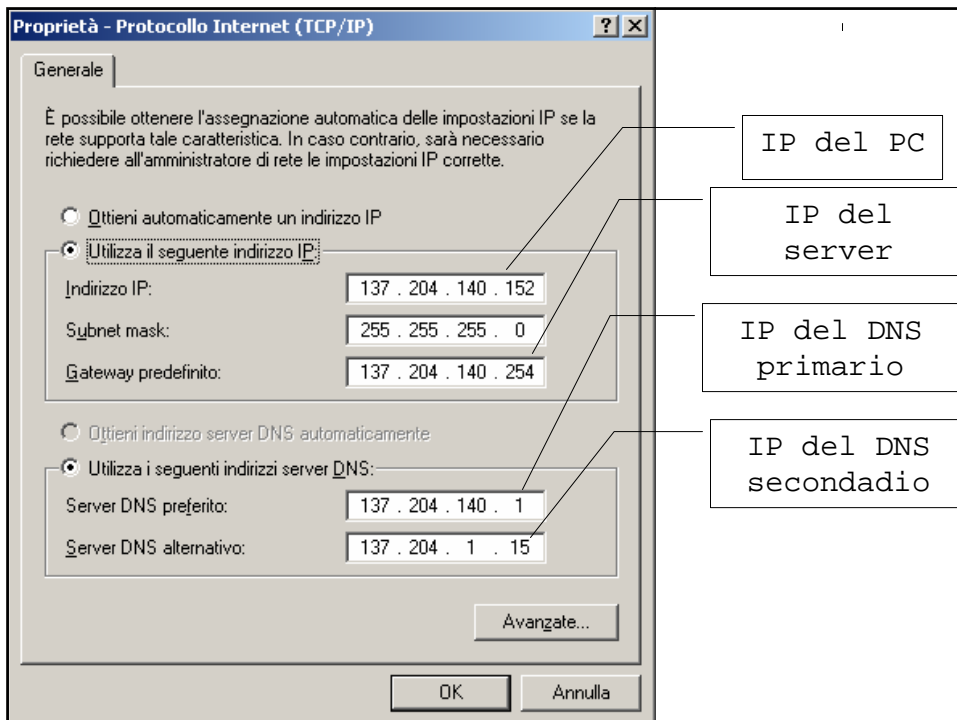 Proprietà - Protocollo Internet (TCP/IP)
Generale
È possibile ottenere l'assegnazione automatica delle impostazioni IP se la
rete supporta tale caratteristica. In caso contrario, sarà necessario
richiedere all'amministratore di rete le impostazioni IP corrette.
Ottieni automaticamente un indirizzo IP
Utilizza il seguente indirizzo IP:
Indirizzo IP: 137 . 204 . 140 . 152
Subnet mask: 255 . 255 . 255 . 0
Gateway predefinito: 137 . 204 . 140 . 254
Ottieni indirizzo server DNS automaticamente
Utilizza i seguenti indirizzi server DNS:
Server DNS preferito: 137 . 204 . 140 . 1
Server DNS alternativo: 137 . 204 . 1 . 15
Avanzate...
OK Annulla
IP del PC
IP del
server
IP del DNS
primario
IP del DNS
secondadio